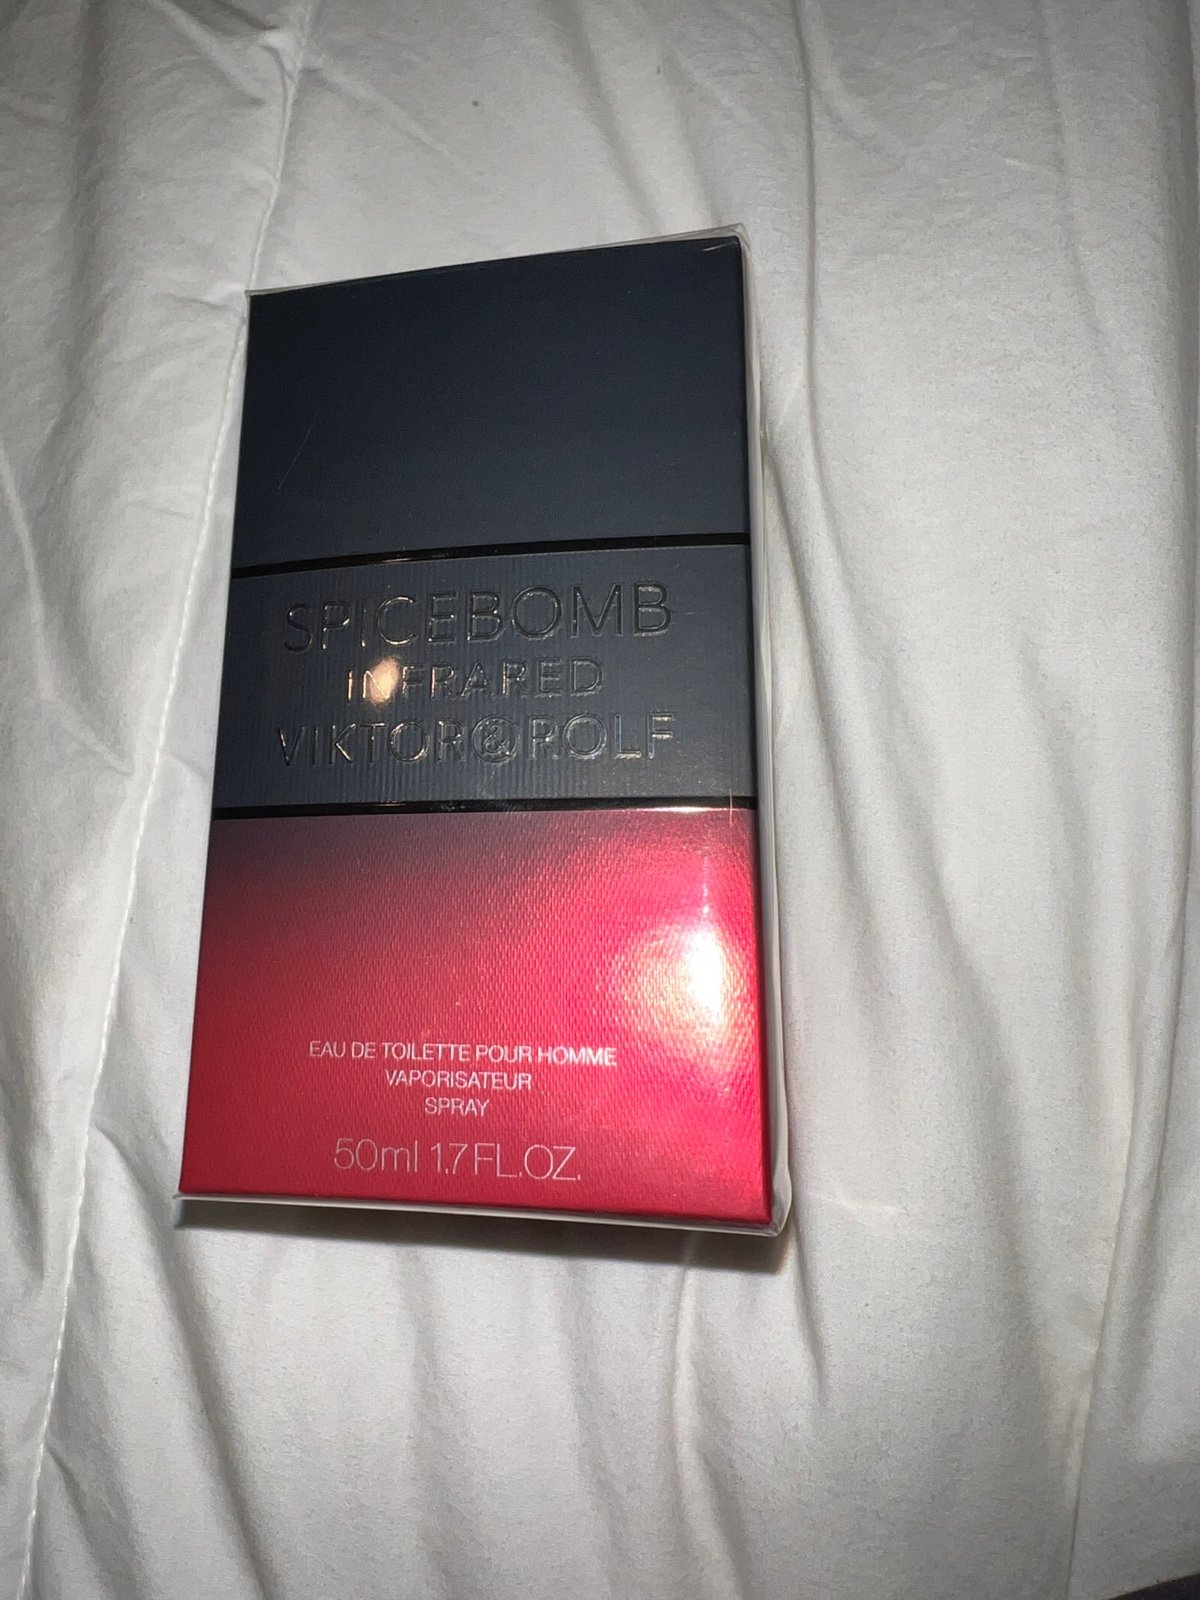 SPICEBOMB
INFRARED
VIKTOR&ROLF
EAU DE TOILETTE POUR HOMME
VAPORISATEUR
SPRAY
50ml 1.7 FL.OZ.